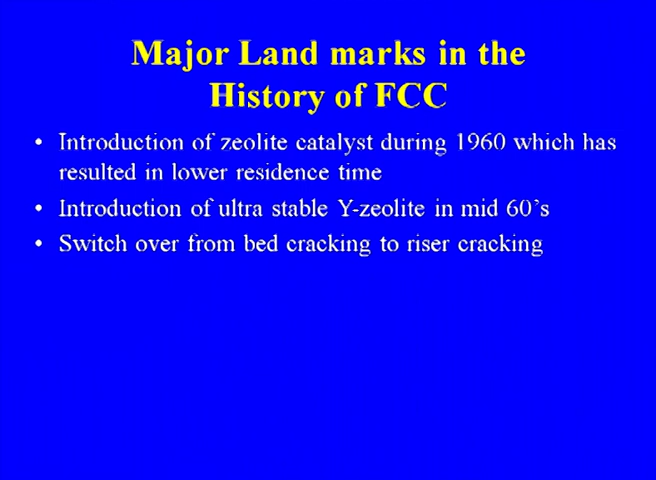 Major Land marks in the
History of FCC
• Introduction of zeolite catalyst during 1960 which has
resulted in lower residence time
• Introduction of ultra stable Y-zeolite in mid 60's
• Switch over from bed cracking to riser cracking